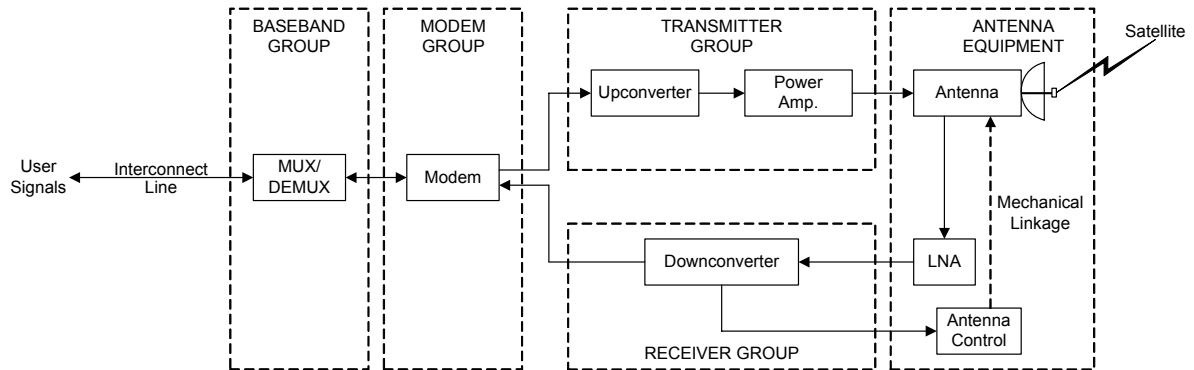 BASEBAND
GROUP
MODEM
GROUP
TRANSMITTER
GROUP
ANTENNA
EQUIPMENT
Satellite
Upconverter
Power
Amp.
Antenna
User
Signals
Interconnect
Line
MUX/
DEMUX
Modem
Mechanical
Linkage
Downconverter
LNA
Antenna
Control
RECEIVER GROUP